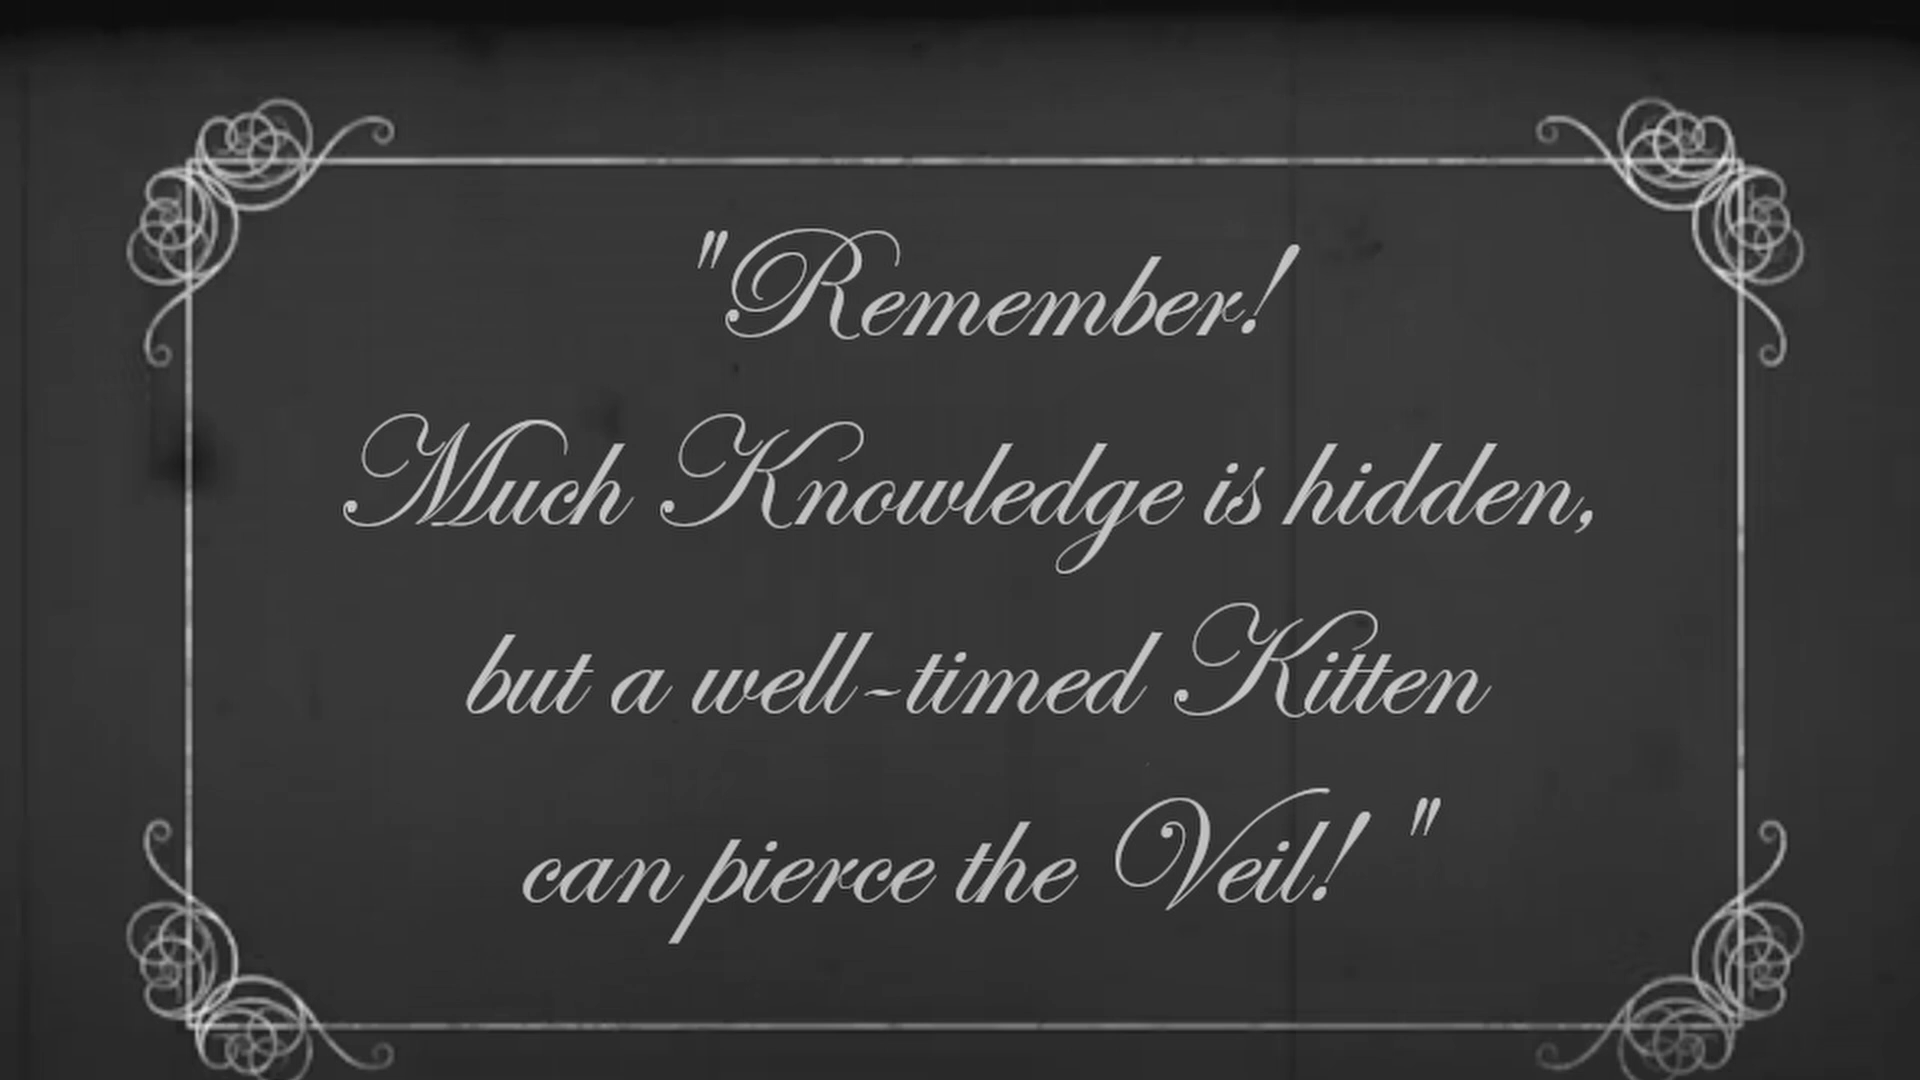 "Remember!
Much Knowledge is hidden,
but a well-timed Kitten
can pierce the Veil! "